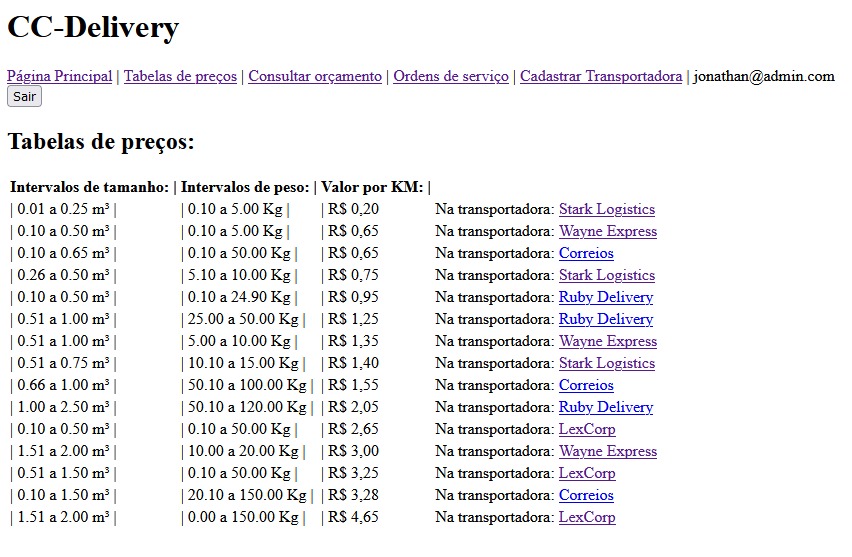 CC-Delivery
Página Principal | Tabelas de preços | Consultar orçamento | Ordens de serviço | Cadastrar Transportadora | jonathan@admin.com
Sair
Tabelas de preços:
Intervalos de tamanho: | Intervalos de peso: | Valor por KM: |
| 0.01 a 0.25 m³ | | 0.10 a 5.00 Kg | | R$ 0,20 Na transportadora: Stark Logistics
| 0.10 a 0.50 m³ | | 0.10 a 5.00 Kg | | R$ 0,65 Na transportadora: Wayne Express
| 0.10 a 0.65 m³ | | 0.10 a 50.00 Kg | | R$ 0,65 Na transportadora: Correios
| 0.26 a 0.50 m³ | | 5.10 a 10.00 Kg | | R$ 0,75 Na transportadora: Stark Logistics
| 0.10 a 0.50 m³ | | 0.10 a 24.90 Kg | | R$ 0,95 Na transportadora: Ruby Delivery
| 0.51 a 1.00 m³ | | 25.00 a 50.00 Kg | | R$ 1,25 Na transportadora: Ruby Delivery
| 0.51 a 1.00 m³ | | 5.00 a 10.00 Kg | | R$ 1,35 Na transportadora: Wayne Express
| 0.51 a 0.75 m³ | | 10.10 a 15.00 Kg | | R$ 1,40 Na transportadora: Stark Logistics
| 0.66 a 1.00 m³ | | 50.10 a 100.00 Kg | | R$ 1,55 Na transportadora: Correios
| 1.00 a 2.50 m³ | | 50.10 a 120.00 Kg | | R$ 2,05 Na transportadora: Ruby Delivery
| 0.10 a 0.50 m³ | | 0.10 a 50.00 Kg | | R$ 2,65 Na transportadora: LexCorp
| 1.51 a 2.00 m³ | | 10.00 a 20.00 Kg | | R$ 3,00 Na transportadora: Wayne Express
| 0.51 a 1.50 m³ | | 0.10 a 50.00 Kg | | R$ 3,25 Na transportadora: LexCorp
| 0.10 a 1.50 m³ | | 20.10 a 150.00 Kg | | R$ 3,28 Na transportadora: Correios
| 1.51 a 2.00 m³ | | 0.00 a 150.00 Kg | | R$ 4,65 Na transportadora: LexCorp